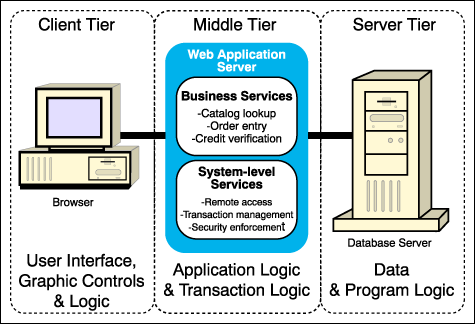 Client Tier
Middle Tier
Server Tier
Web Application
Server
Business Services
-Catalog lookup
-Order entry
-Credit verification
System-level
Services
-Remote access
-Transaction management
-Security enforcement
Browser
Database Server
User Interface,
Graphic Controls
& Logic
Application Logic
& Transaction Logic
Data
& Program Logic